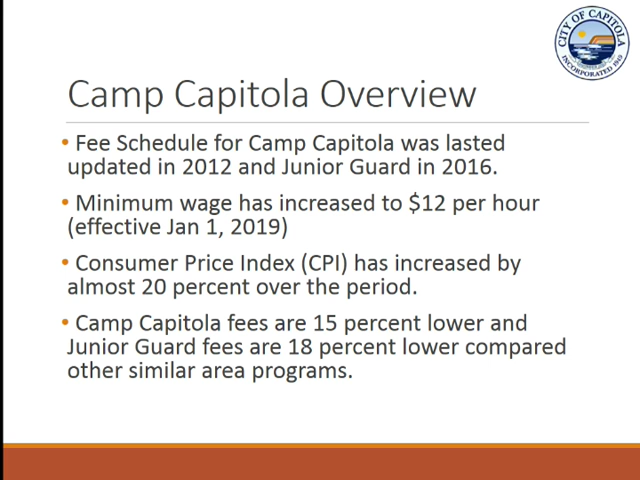 CITY OF CAPITOLA
INCORPORATED 1949
Camp Capitola Overview
• Fee Schedule for Camp Capitola was lasted
updated in 2012 and Junior Guard in 2016.
• Minimum wage has increased to $12 per hour
(effective Jan 1, 2019)
• Consumer Price Index (CPI) has increased by
almost 20 percent over the period.
• Camp Capitola fees are 15 percent lower and
Junior Guard fees are 18 percent lower compared
other similar area programs.